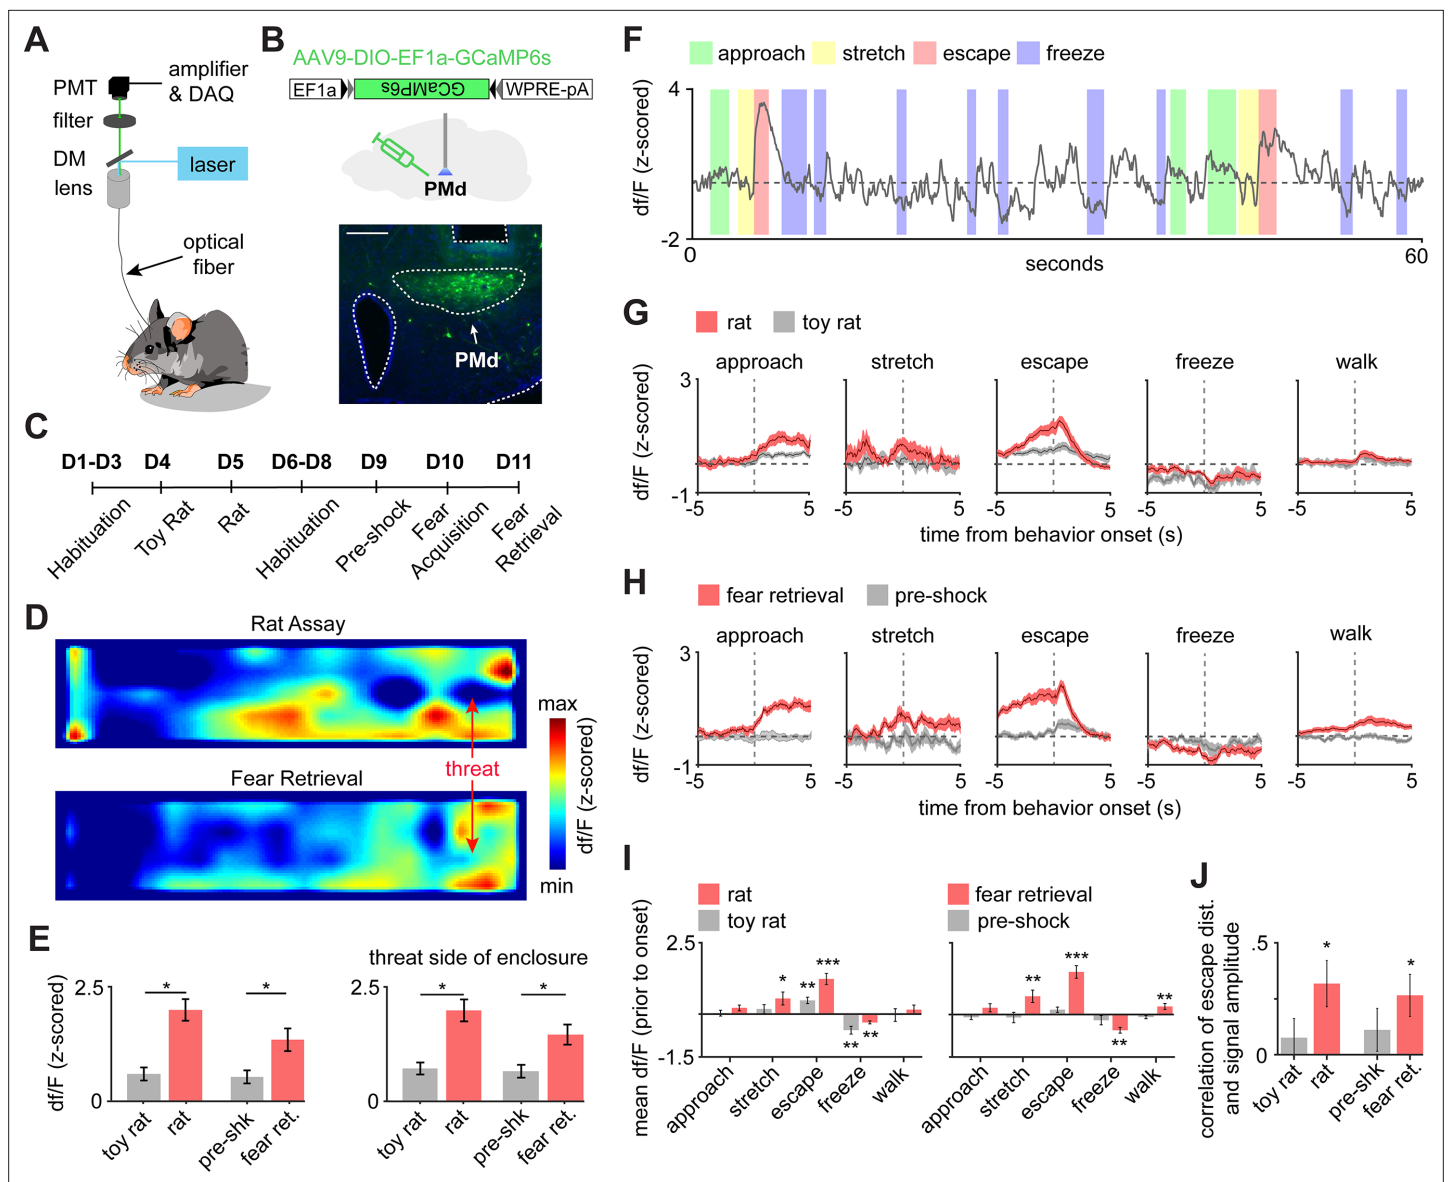 A
PMT
amplifier
& DAQ
filter
DM
laser
lens
optical
fiber
B
AAV9-DIO-EF1a-GCaMP6s
EF1a
GCaMP6s
WPRE-pA
PMd
PMd
C
D1-D3 D4 D5 D6-D8 D9 D10 D11
Habituation
Toy Rat
Rat
Habituation
Pre-shock
Fear
Acquisition
Fear
Retrieval
D
Rat Assay
threat
Fear Retrieval
max
df/F (z-scored)
min
E
threat side of enclosure
df/F (z-scored)
2.5
0
* *
toy rat
rat
pre-shk
fear ret.
2.5
0
* *
toy rat
rat
pre-shk
fear ret.
F
approach stretch escape freeze
df/F (z-scored)
4
-2
0 60
seconds
G
rat toy rat
approach stretch escape freeze walk
df/F (z-scored)
3
-1
-5 5 -5 5 -5 5 -5 5 -5 5
time from behavior onset (s)
H
fear retrieval pre-shock
approach stretch escape freeze walk
df/F (z-scored)
3
-1
-5 5 -5 5 -5 5 -5 5 -5 5
time from behavior onset (s)
I
rat
toy rat
mean df/F (prior to onset)
2.5
-1.5
* ** *** ** **
approach
stretch
escape
freeze
walk
fear retrieval
pre-shock
** *** ** **
approach
stretch
escape
freeze
walk
J
correlation of escape dist.
and signal amplitude
.5
0
* *
toy rat
rat
pre-shk
fear ret.